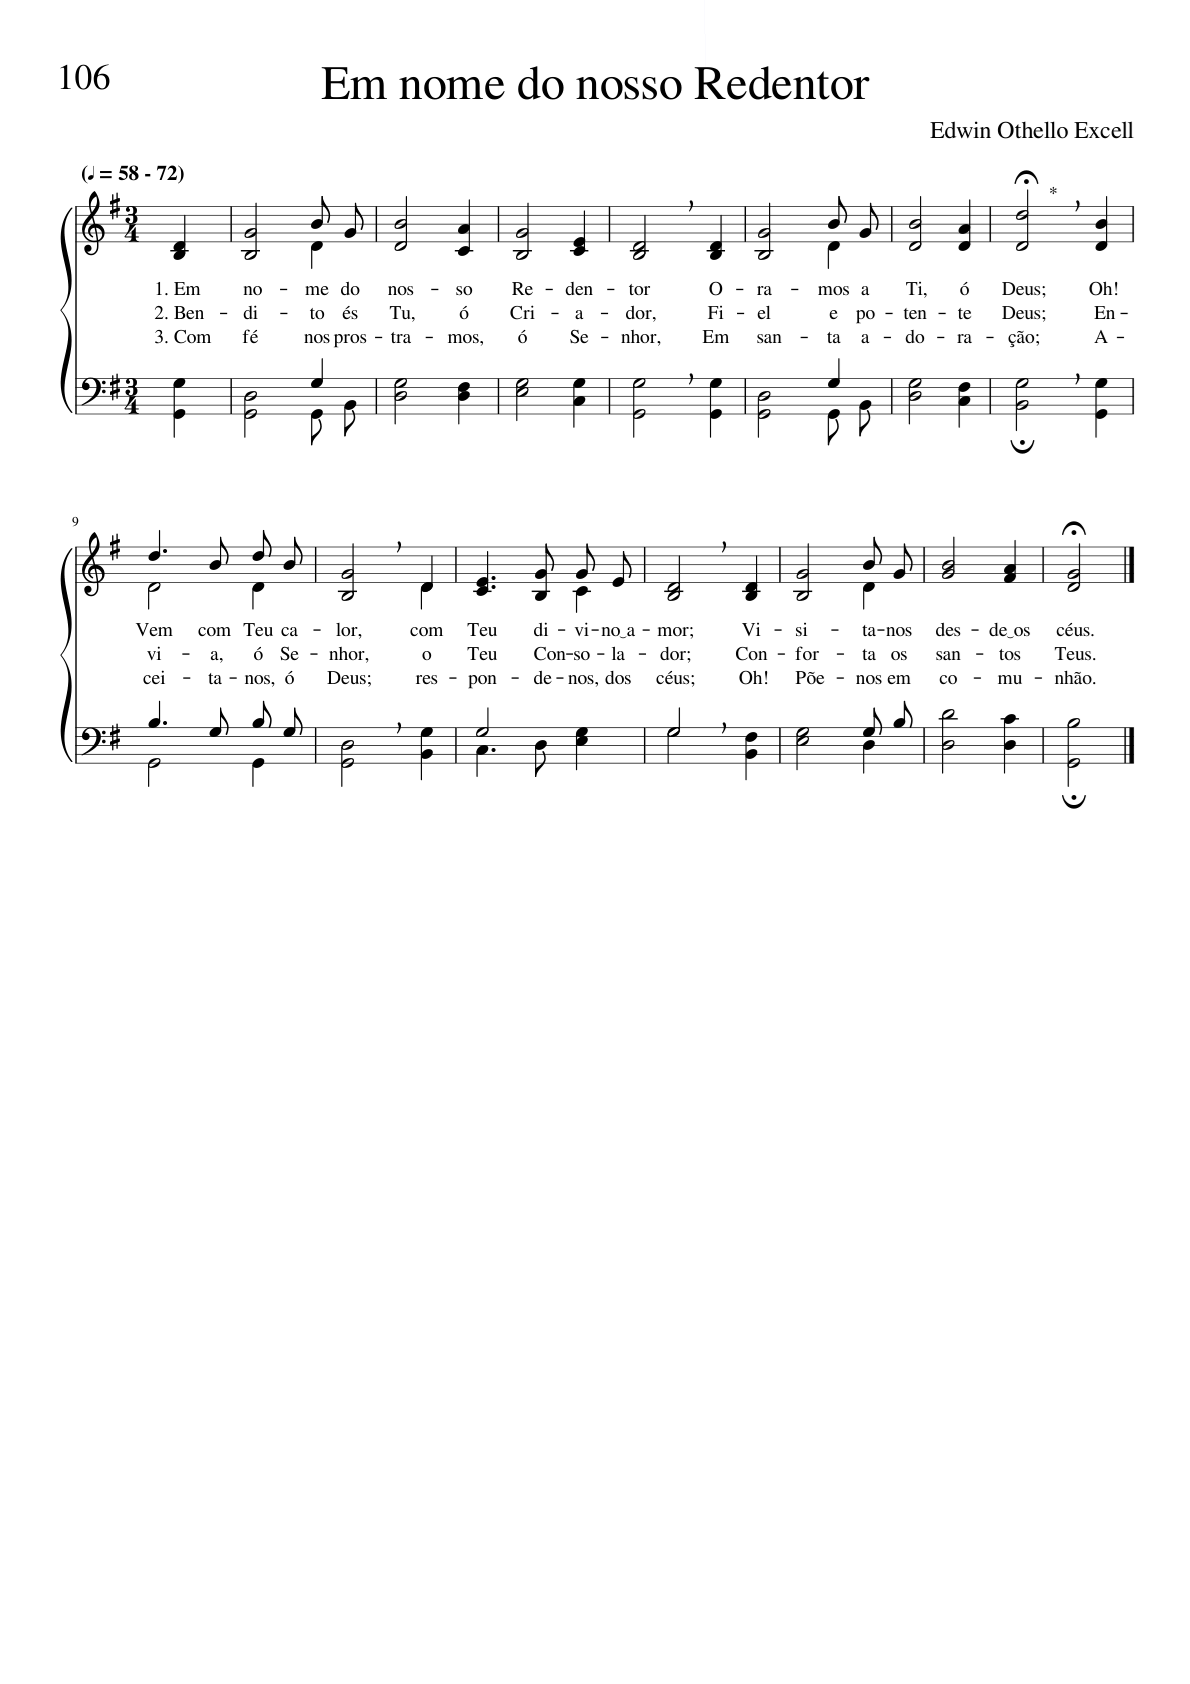 106
Em nome do nosso Redentor
Edwin Othello Excell
(♩ = 58 - 72)
*
1. Em no - me do nos - so Re - den - tor O - ra - mos a Ti, ó Deus; Oh!
2. Ben - di - to és Tu, ó Cri - a - dor, Fi - el e po - ten - te Deus; En -
3. Com fé nos pros - tra - mos, ó Se - nhor, Em san - ta a - do - ra - ção; A -
9
Vem com Teu ca - lor, com Teu di - vi - no‿a - mor; Vi - si - ta - nos des - de‿os céus.
vi - a, ó Se - nhor, o Teu Con - so - la - dor; Con - for - ta os san - tos Teus.
cei - ta - nos, ó Deus; res - pon - de - nos, dos céus; Oh! Põe - nos em co - mu - nhão.